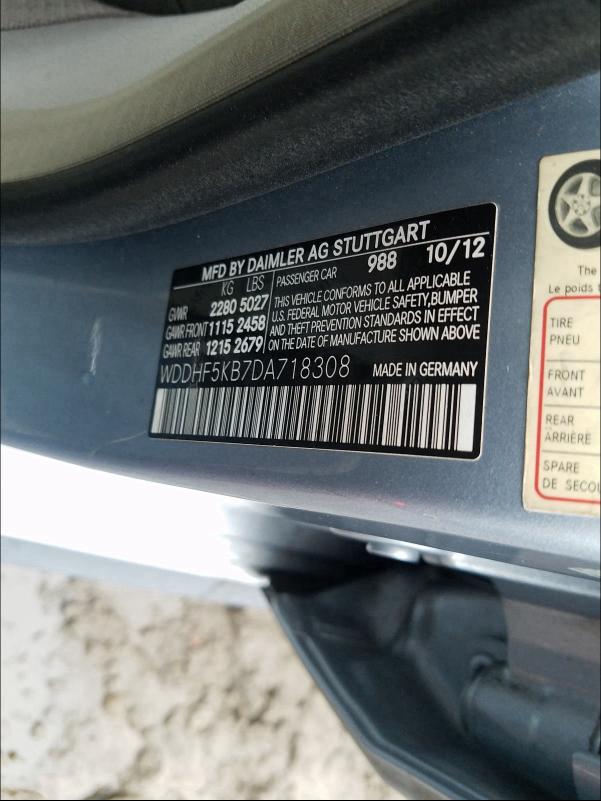 MFD BY DAIMLER AG STUTTGART 10/12
KG LBS PASSENGER CAR 988
GVWR 2280 5027
GAWR FRONT 1115 2458
GAWR REAR 1215 2679
THIS VEHICLE CONFORMS TO ALL APPLICABLE
U.S. FEDERAL MOTOR VEHICLE SAFETY, BUMPER
AND THEFT PREVENTION STANDARDS IN EFFECT
ON THE DATE OF MANUFACTURE SHOWN ABOVE
WDDHF5KB7DA718308 MADE IN GERMANY
The
Le poids t
TIRE
PNEU
FRONT
AVANT
REAR
ARRIÈRE
SPARE
DE SECOU